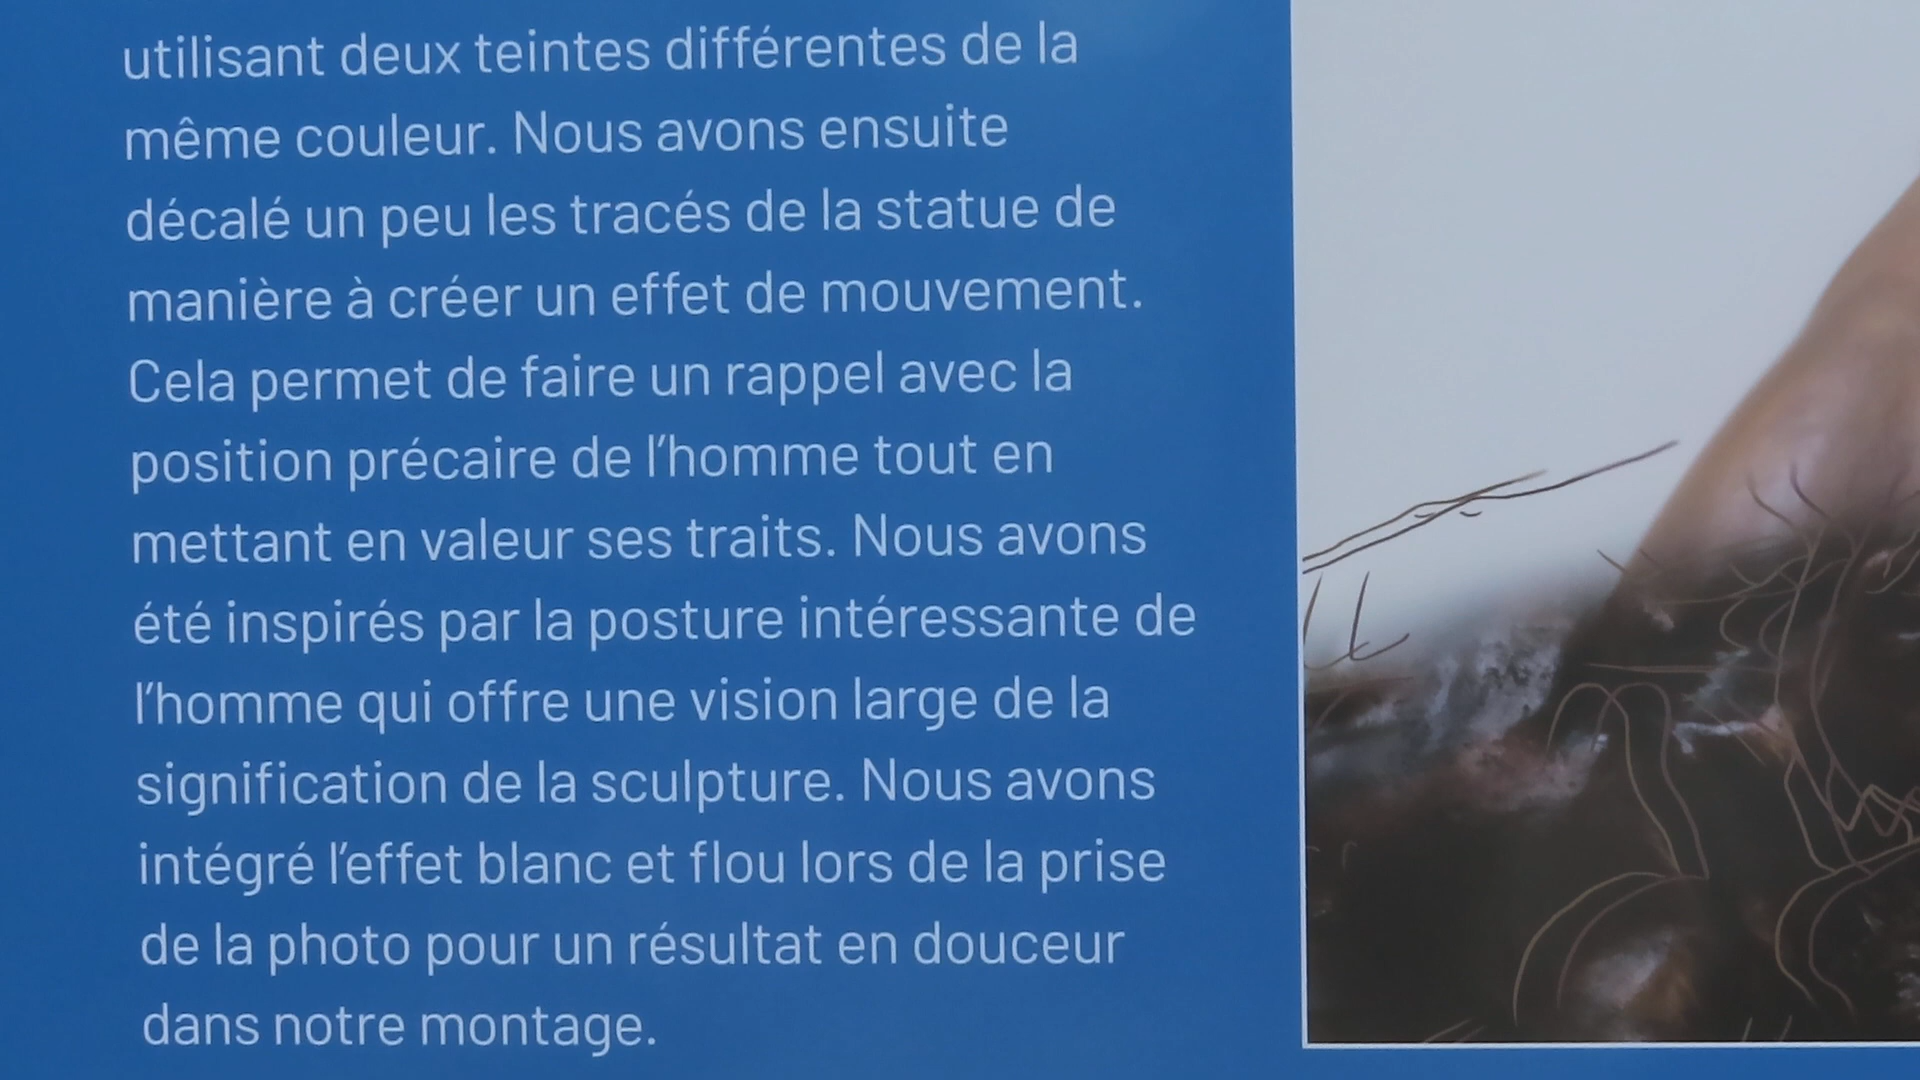 utilisant deux teintes différentes de la
même couleur. Nous avons ensuite
décalé un peu les tracés de la statue de
manière à créer un effet de mouvement.
Cela permet de faire un rappel avec la
position précaire de l'homme tout en
mettant en valeur ses traits. Nous avons
été inspirés par la posture intéressante de
l'homme qui offre une vision large de la
signification de la sculpture. Nous avons
intégré l'effet blanc et flou lors de la prise
de la photo pour un résultat en douceur
dans notre montage.